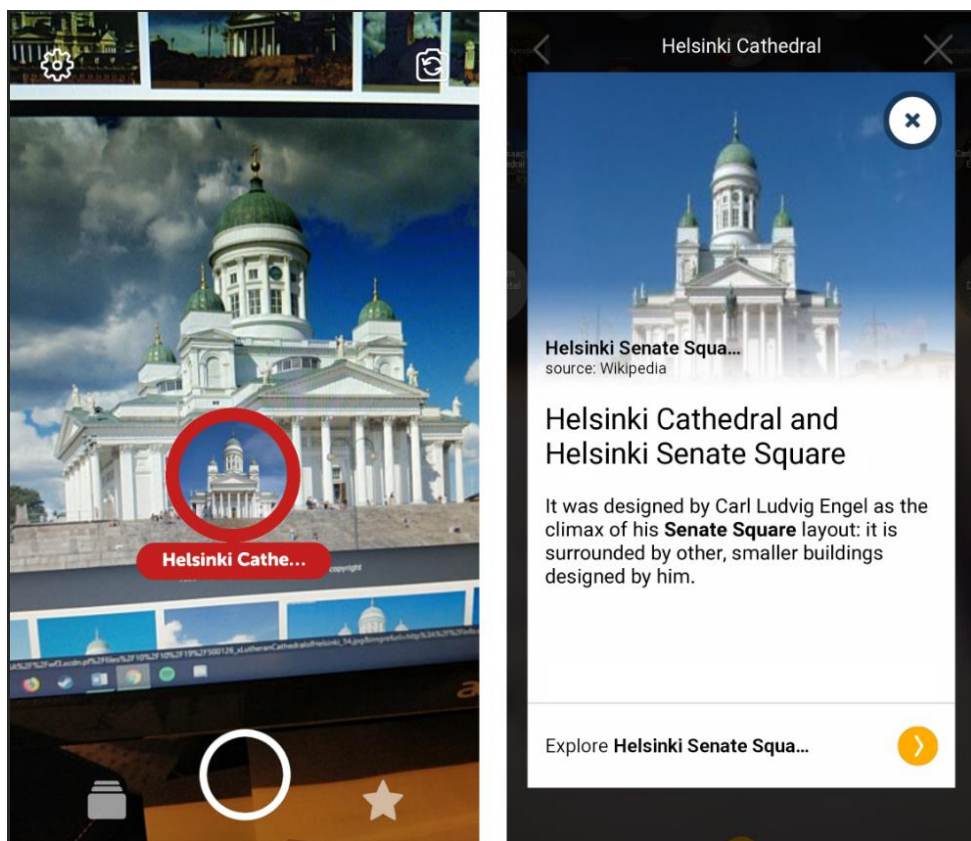 Helsinki Cathe...
copyright
Helsinki Cathedral
Helsinki Senate Squa...
source: Wikipedia
Helsinki Cathedral and
Helsinki Senate Square
It was designed by Carl Ludvig Engel as the
climax of his Senate Square layout: it is
surrounded by other, smaller buildings
designed by him.
Explore Helsinki Senate Squa...